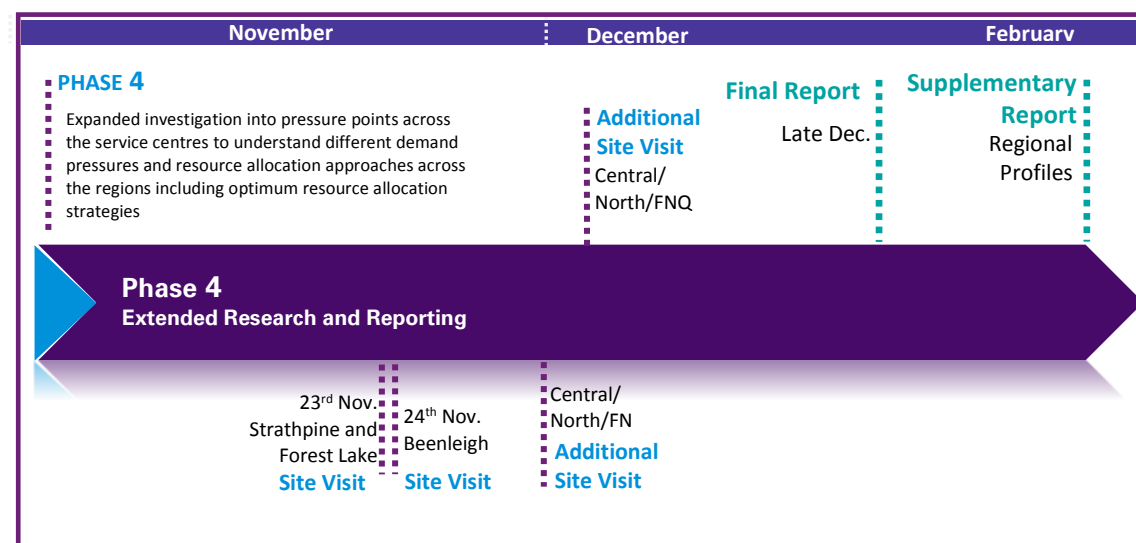 November
December
February
PHASE 4
Expanded investigation into pressure points across
the service centres to understand different demand
pressures and resource allocation approaches across
the regions including optimum resource allocation
strategies
Additional
Site Visit
Central/
North/FNQ
Final Report
Late Dec.
Supplementary
Report
Regional
Profiles
Phase 4
Extended Research and Reporting
23rd Nov.
Strathpine and
Forest Lake
Site Visit
24th Nov.
Beenleigh
Site Visit
Central/
North/FN
Additional
Site Visit